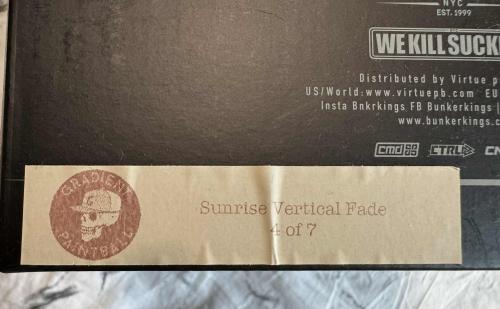 NYC
EST. 1999
WE KILL SUCK
Distributed by Virtue p
US/World: www.virtuepb.com EU
Insta Bnkrkings FB Bunkerkings |
www.bunkerkings.c
CMD CTRL CN
GRADIENT
PAINTBALL
Sunrise Vertical Fade
4 of 7